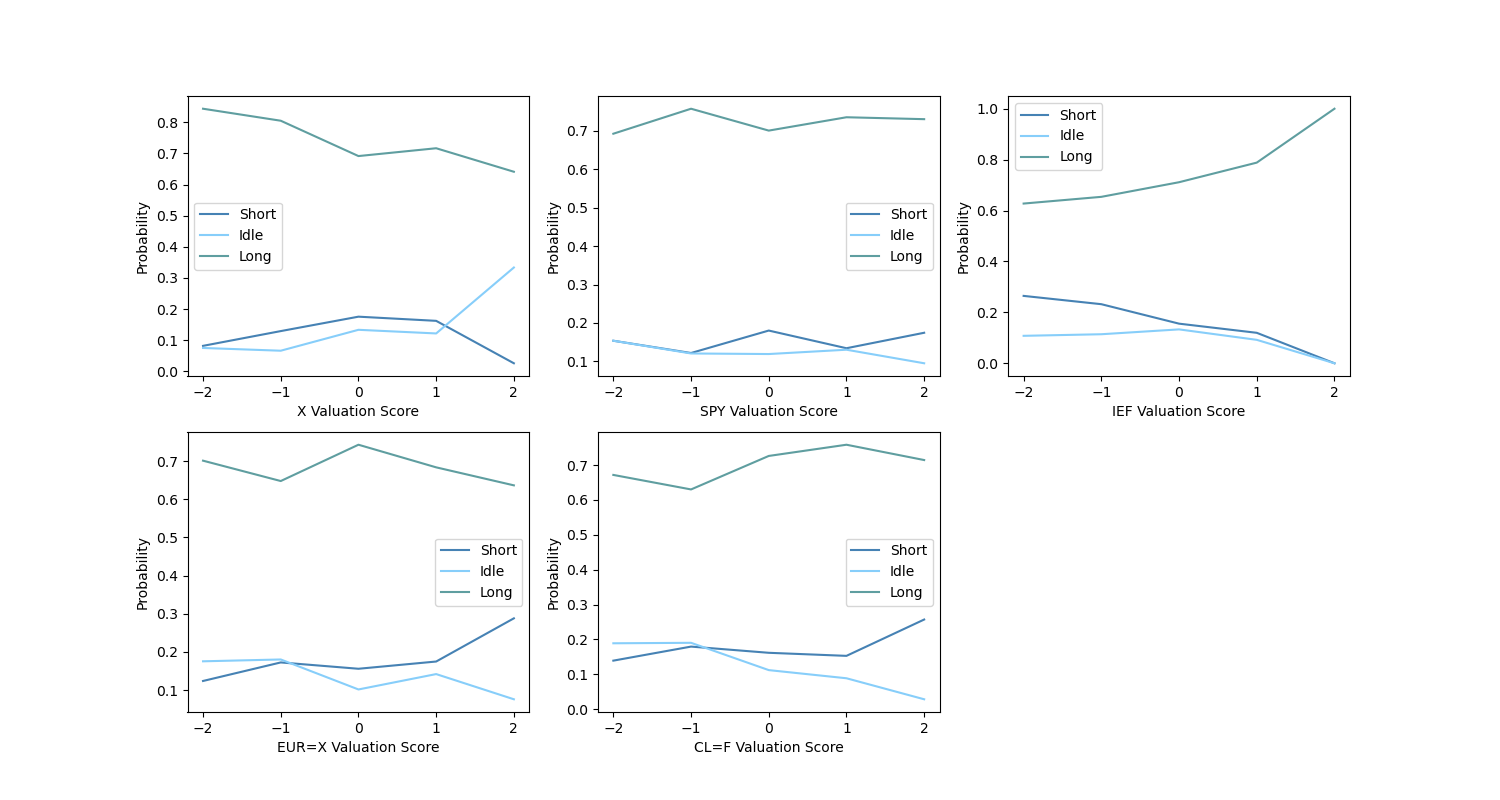 Probability
0.8
0.7
0.6
0.5
0.4
0.3
0.2
0.1
0.0
Short
Idle
Long
−2 −1 0 1 2
X Valuation Score
Probability
0.7
0.6
0.5
0.4
0.3
0.2
0.1
Short
Idle
Long
−2 −1 0 1 2
SPY Valuation Score
Probability
1.0
0.8
0.6
0.4
0.2
0.0
Short
Idle
Long
−2 −1 0 1 2
IEF Valuation Score
Probability
0.7
0.6
0.5
0.4
0.3
0.2
0.1
Short
Idle
Long
−2 −1 0 1 2
EUR=X Valuation Score
Probability
0.7
0.6
0.5
0.4
0.3
0.2
0.1
0.0
Short
Idle
Long
−2 −1 0 1 2
CL=F Valuation Score